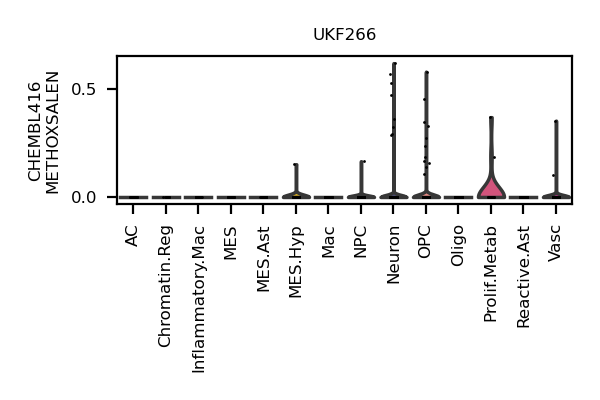 UKF266
CHEMBL416
METHOXSALEN
0.5
0.0
AC
Chromatin.Reg
Inflammatory.Mac
MES
MES.Ast
MES.Hyp
Mac
NPC
Neuron
OPC
Oligo
Prolif.Metab
Reactive.Ast
Vasc